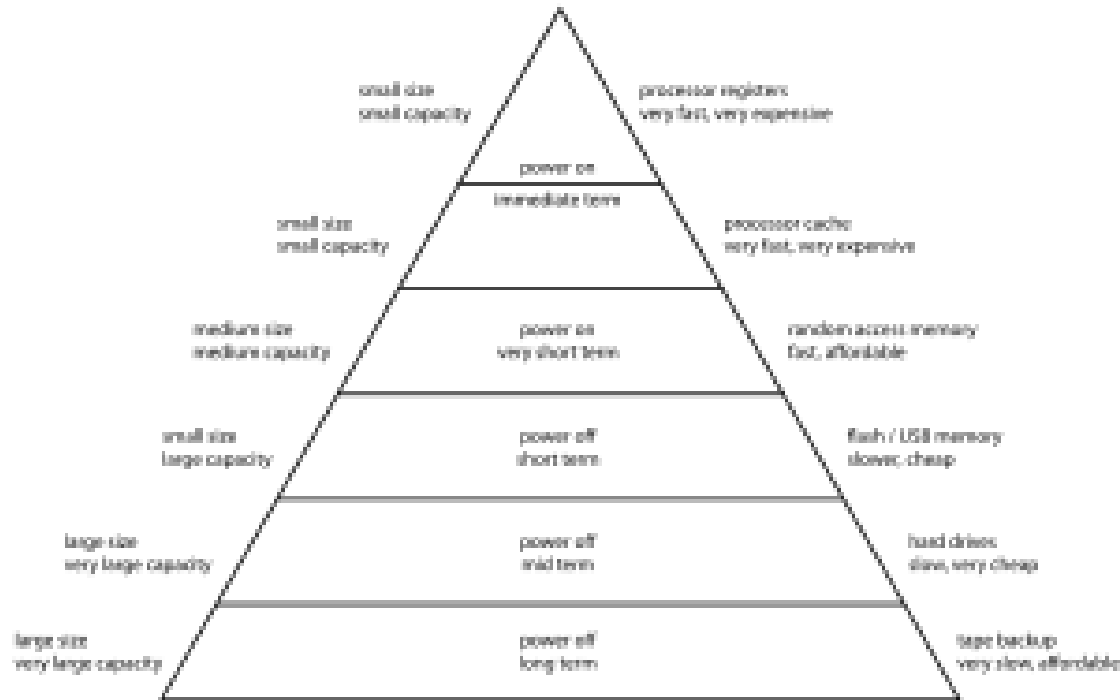 small size
small capacity
processor registers
very fast, very expensive
power on
immediate term
small size
small capacity
processor cache
very fast, very expensive
medium size
medium capacity
power on
very short term
random access memory
fast, affordable
small size
large capacity
power off
short term
flash / USB memory
slower, cheap
large size
very large capacity
power off
mid term
hard drives
slow, very cheap
large size
very large capacity
power off
long term
tape backup
very slow, affordable